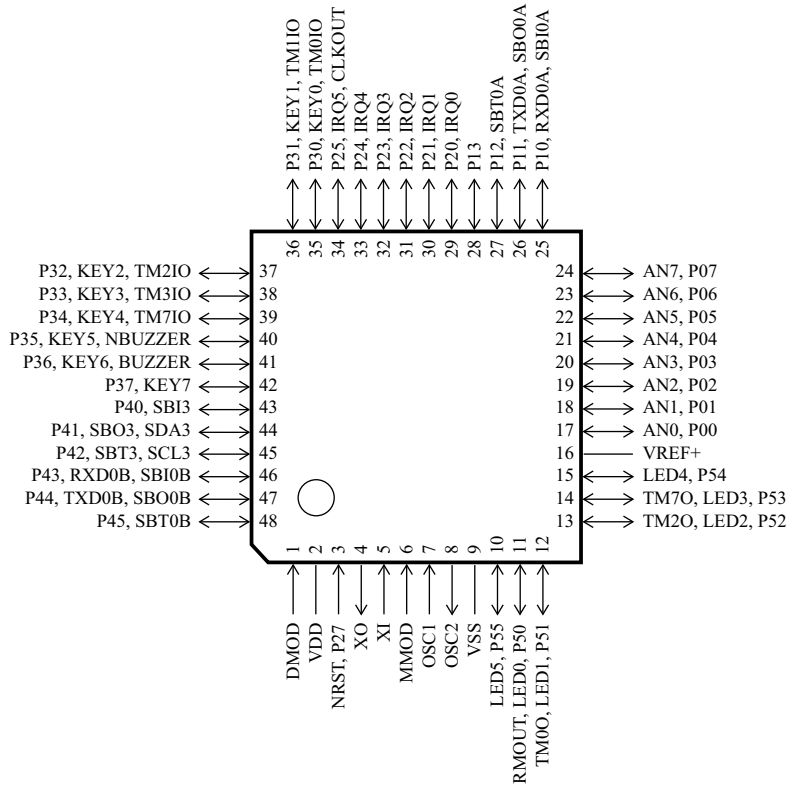 P31, KEY1, TM1IO
P30, KEY0, TM0IO
P25, IRQ5, CLKOUT
P24, IRQ4
P23, IRQ3
P22, IRQ2
P21, IRQ1
P20, IRQ0
P13
P12, SBT0A
P11, TXD0A, SBO0A
P10, RXD0A, SBI0A
36
35
34
33
32
31
30
29
28
27
26
25
P32, KEY2, TM2IO 37
P33, KEY3, TM3IO 38
P34, KEY4, TM7IO 39
P35, KEY5, NBUZZER 40
P36, KEY6, BUZZER 41
P37, KEY7 42
P40, SBI3 43
P41, SBO3, SDA3 44
P42, SBT3, SCL3 45
P43, RXD0B, SBI0B 46
P44, TXD0B, SBO0B 47
P45, SBT0B 48
24 AN7, P07
23 AN6, P06
22 AN5, P05
21 AN4, P04
20 AN3, P03
19 AN2, P02
18 AN1, P01
17 AN0, P00
16 VREF+
15 LED4, P54
14 TM7O, LED3, P53
13 TM2O, LED2, P52
1
2
3
4
5
6
7
8
9
10
11
12
DMOD
VDD
NRST, P27
XO
XI
MMOD
OSC1
OSC2
VSS
LED5, P55
RMOUT, LED0, P50
TM0O, LED1, P51